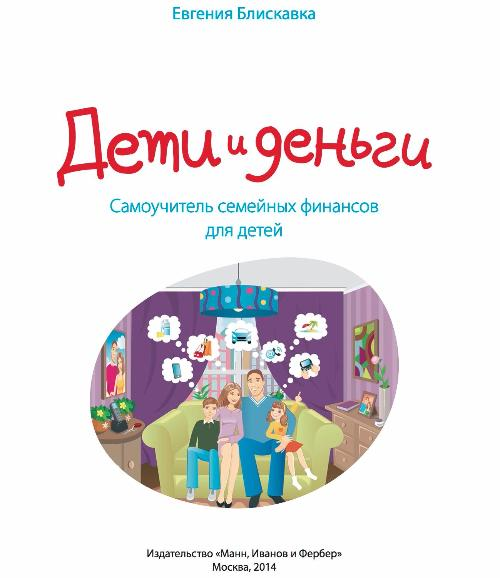 Евгения Блискавка
Дети и деньги
Самоучитель семейных финансов
для детей
Издательство «Манн, Иванов и Фербер»
Москва, 2014